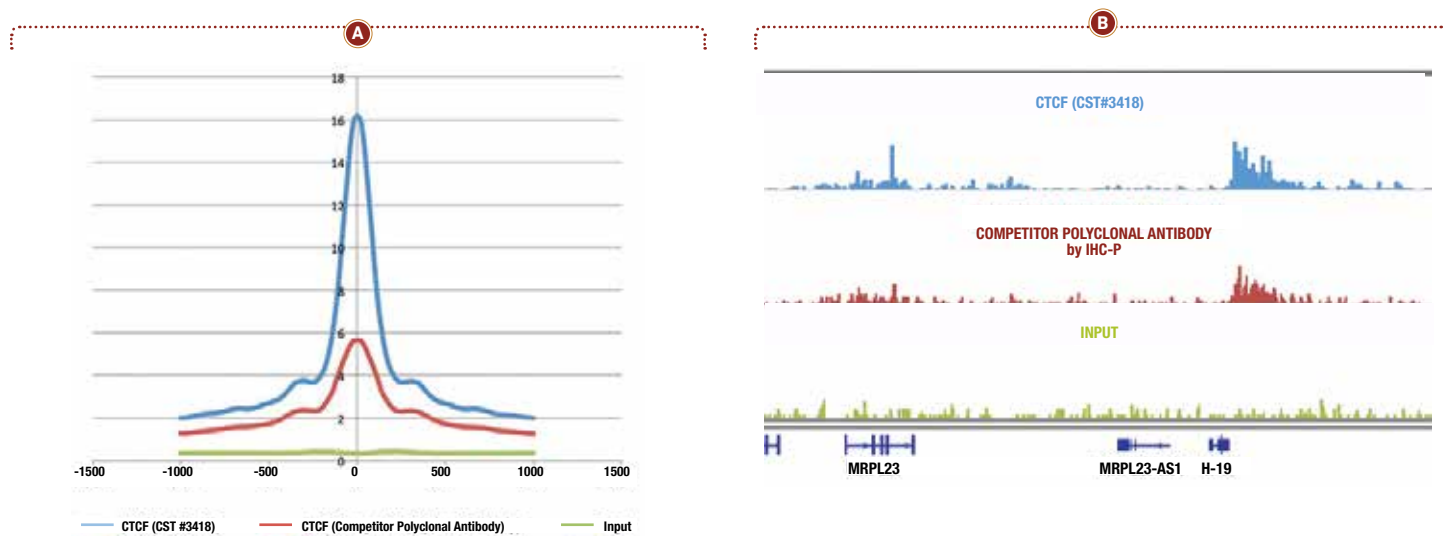 A
18
16
14
12
10
8
6
4
2
0
-1500 -1000 -500 0 500 1000 1500
CTCF (CST #3418) CTCF (Competitor Polyclonal Antibody) Input
B
CTCF (CST#3418)
COMPETITOR POLYCLONAL ANTIBODY
by IHC-P
INPUT
MRPL23 MRPL23-AS1 H-19